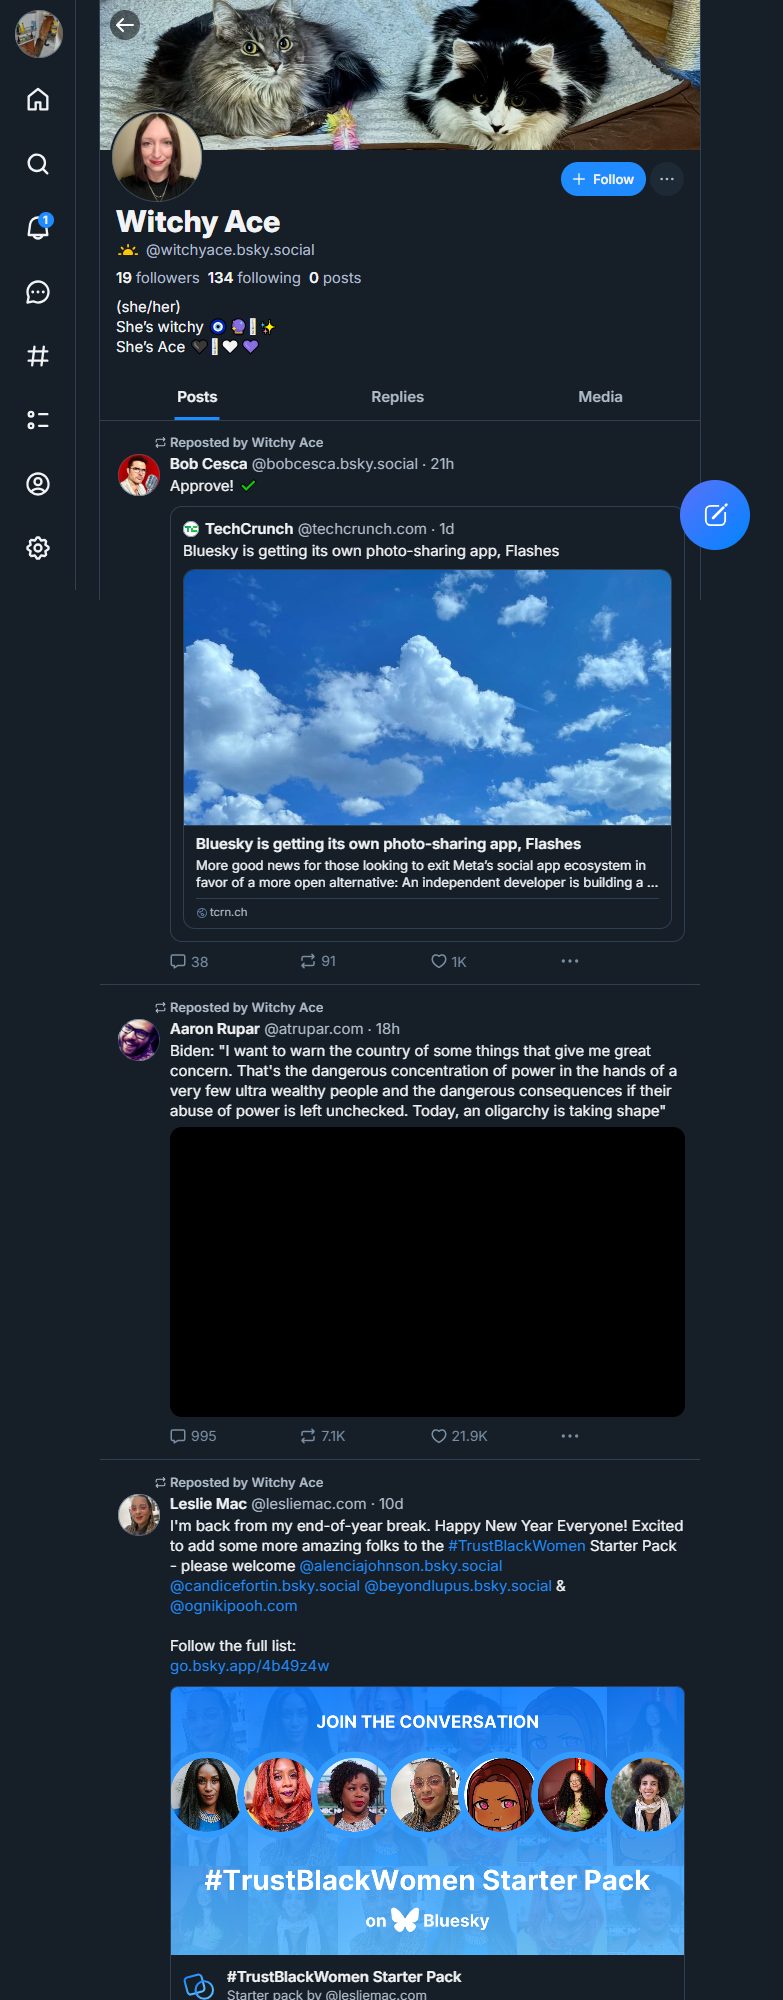 1
Follow
Witchy Ace
@witchyace.bsky.social
19 followers 134 following 0 posts
(she/her)
She's witchy 🧿🔮🕯️✨
She's Ace 🖤🕯️🤍💜
Posts Replies Media
Reposted by Witchy Ace
Bob Cesca @bobcesca.bsky.social · 21h
Approve! ✔
TechCrunch @techcrunch.com · 1d
Bluesky is getting its own photo-sharing app, Flashes
Bluesky is getting its own photo-sharing app, Flashes
More good news for those looking to exit Meta's social app ecosystem in
favor of a more open alternative: An independent developer is building a ...
tcrn.ch
38 91 1K
Reposted by Witchy Ace
Aaron Rupar @atrupar.com · 18h
Biden: "I want to warn the country of some things that give me great
concern. That's the dangerous concentration of power in the hands of a
very few ultra wealthy people and the dangerous consequences if their
abuse of power is left unchecked. Today, an oligarchy is taking shape"
995 7.1K 21.9K
Reposted by Witchy Ace
Leslie Mac @lesliemac.com · 10d
I'm back from my end-of-year break. Happy New Year Everyone! Excited
to add some more amazing folks to the #TrustBlackWomen Starter Pack
- please welcome @alenciajohnson.bsky.social
@candicefortin.bsky.social @beyondlupus.bsky.social &
@ognikipooh.com
Follow the full list:
go.bsky.app/4b49z4w
JOIN THE CONVERSATION
#TrustBlackWomen Starter Pack
on Bluesky
#TrustBlackWomen Starter Pack
Starter pack by @lesliemac.com